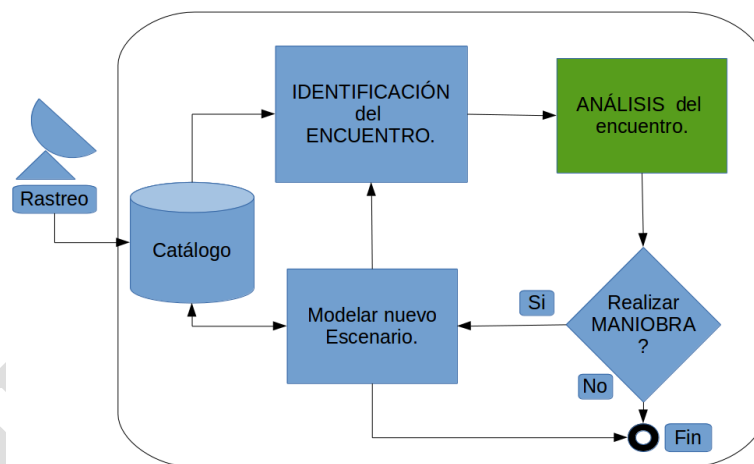 IDENTIFICACIÓN
del
ENCUENTRO.
ANÁLISIS del
encuentro.
Rastreo
Catálogo
Modelar nuevo
Escenario.
Si
Realizar
MANIOBRA
?
No
Fin